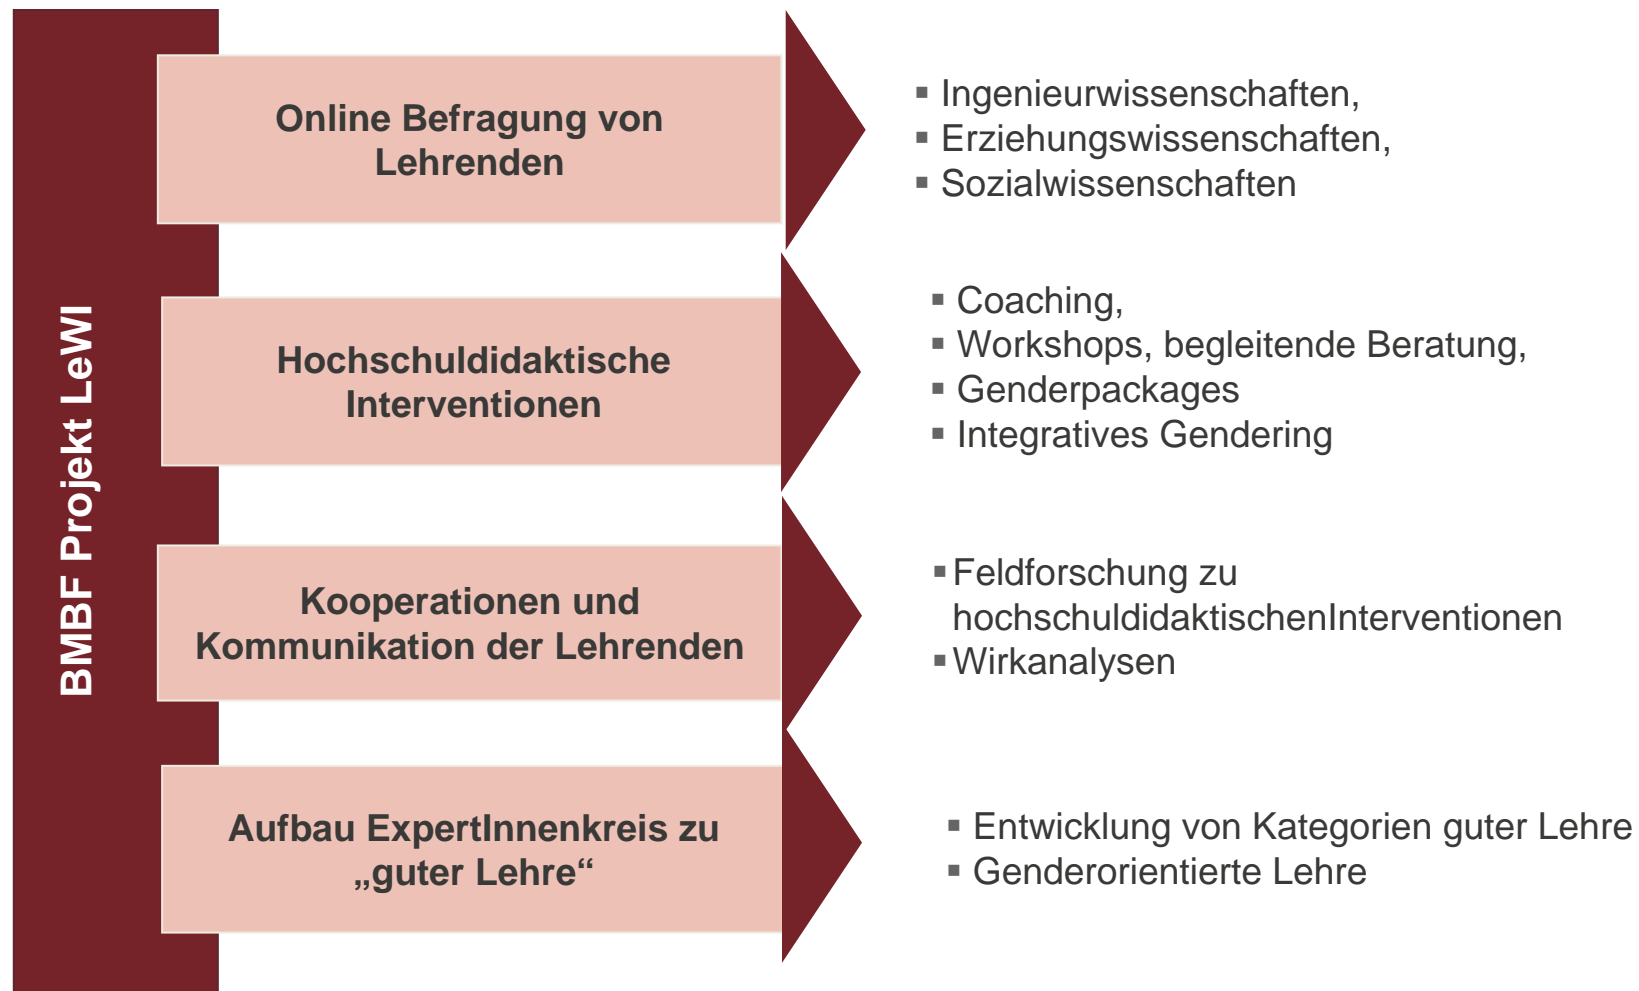 BMBF Projekt LeWI
Online Befragung von
Lehrenden
▪ Ingenieurwissenschaften,
▪ Erziehungswissenschaften,
▪ Sozialwissenschaften
Hochschuldidaktische
Interventionen
▪ Coaching,
▪ Workshops, begleitende Beratung,
▪ Genderpackages
▪ Integratives Gendering
Kooperationen und
Kommunikation der Lehrenden
▪ Feldforschung zu
hochschuldidaktischenInterventionen
▪ Wirkanalysen
Aufbau ExpertInnenkreis zu
„guter Lehre“
▪ Entwicklung von Kategorien guter Lehre
▪ Genderorientierte Lehre